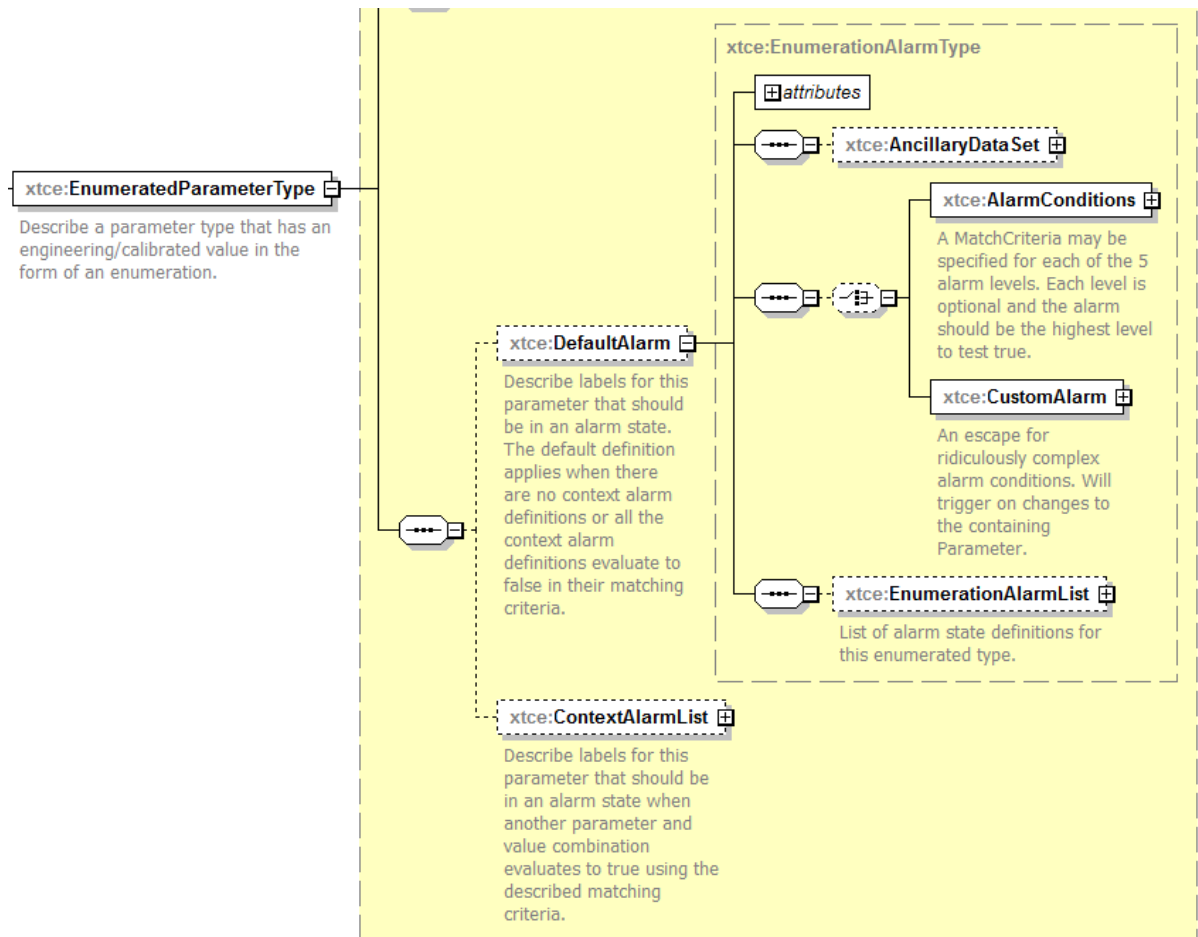 xtce:EnumerationAlarmType
attributes
xtce:AncillaryDataSet
xtce:EnumeratedParameterType
Describe a parameter type that has an
engineering/calibrated value in the
form of an enumeration.
xtce:AlarmConditions
A MatchCriteria may be
specified for each of the 5
alarm levels. Each level is
optional and the alarm
should be the highest level
to test true.
xtce:DefaultAlarm
Describe labels for this
parameter that should
be in an alarm state.
The default definition
applies when there
are no context alarm
definitions or all the
context alarm
definitions evaluate to
false in their matching
criteria.
xtce:CustomAlarm
An escape for
ridiculously complex
alarm conditions. Will
trigger on changes to
the containing
Parameter.
xtce:EnumerationAlarmList
List of alarm state definitions for
this enumerated type.
xtce:ContextAlarmList
Describe labels for this
parameter that should be
in an alarm state when
another parameter and
value combination
evaluates to true using the
described matching
criteria.